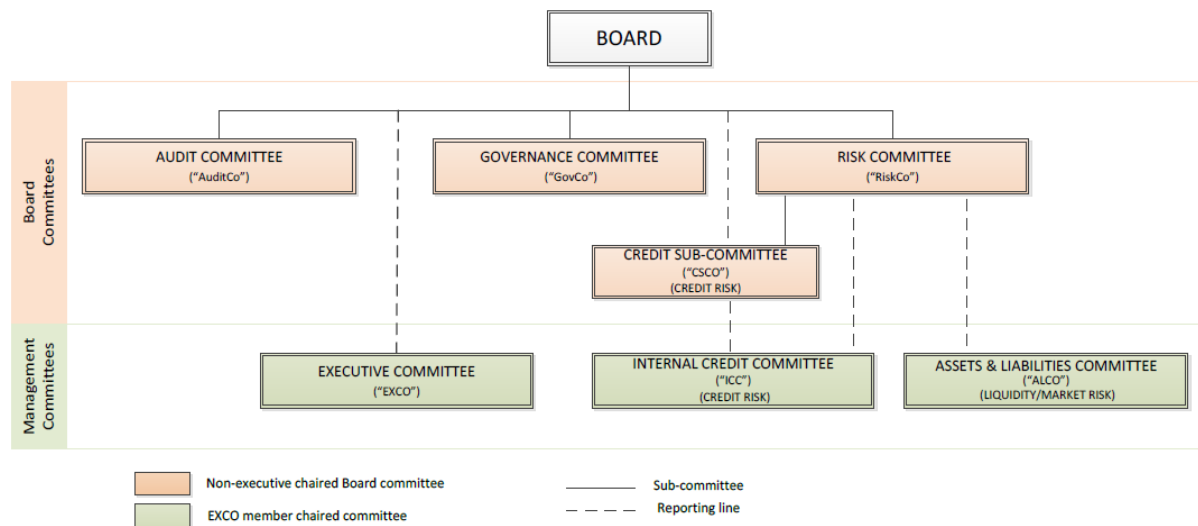 BOARD
Board
Committees
AUDIT COMMITTEE
(“AuditCo”)
GOVERNANCE COMMITTEE
(“GovCo”)
RISK COMMITTEE
(“RiskCo”)
CREDIT SUB-COMMITTEE
(“CSCO”)
(CREDIT RISK)
Management
Committees
EXECUTIVE COMMITTEE
(“EXCO”)
INTERNAL CREDIT COMMITTEE
(“ICC”)
(CREDIT RISK)
ASSETS & LIABILITIES COMMITTEE
(“ALCO”)
(LIQUIDITY/MARKET RISK)
Non-executive chaired Board committee
Sub-committee
EXCO member chaired committee
Reporting line